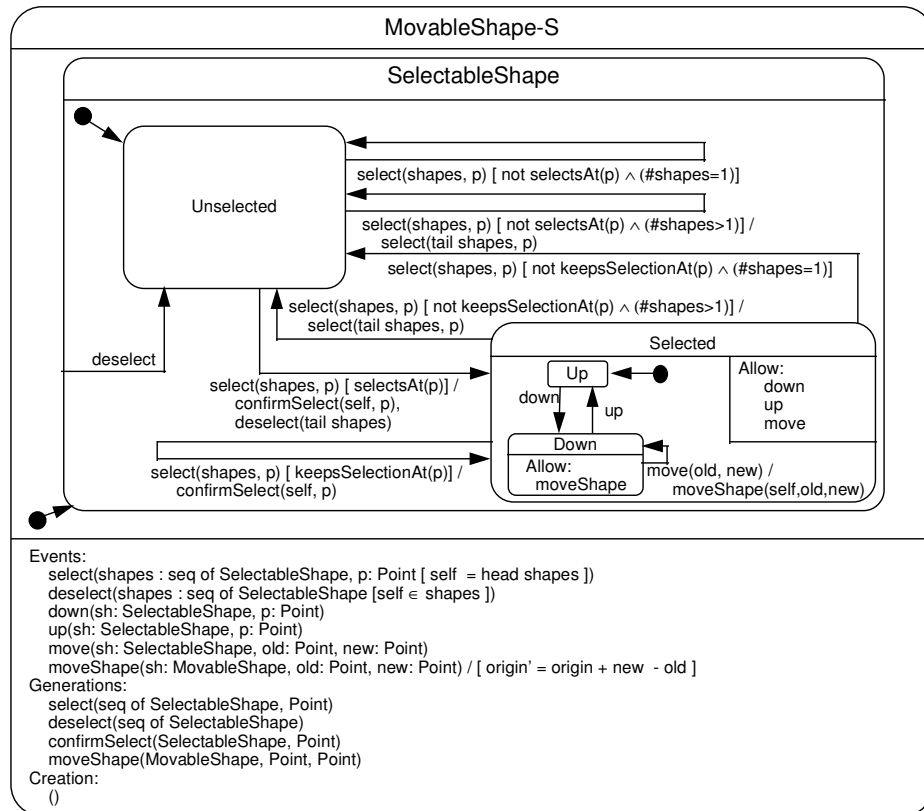 MovableShape-S
SelectableShape
Unselected
select(shapes, p) [ not selectsAt(p) ∧ (#shapes=1)]
select(shapes, p) [ not selectsAt(p) ∧ (#shapes>1)] /
select(tail shapes, p)
select(shapes, p) [ not keepsSelectionAt(p) ∧ (#shapes=1)]
select(shapes, p) [ not keepsSelectionAt(p) ∧ (#shapes>1)] /
select(tail shapes, p)
deselect
select(shapes, p) [ selectsAt(p)] /
confirmSelect(self, p),
deselect(tail shapes)
select(shapes, p) [ keepsSelectionAt(p)] /
confirmSelect(self, p)
Selected
Up
down
up
Down
Allow:
moveShape
move(old, new) /
moveShape(self,old,new)
Allow:
down
up
move
Events:
select(shapes : seq of SelectableShape, p: Point [ self = head shapes ])
deselect(shapes : seq of SelectableShape [self ∈ shapes ])
down(sh: SelectableShape, p: Point)
up(sh: SelectableShape, p: Point)
move(sh: SelectableShape, old: Point, new: Point)
moveShape(sh: MovableShape, old: Point, new: Point) / [ origin' = origin + new - old ]
Generations:
select(seq of SelectableShape, Point)
deselect(seq of SelectableShape)
confirmSelect(SelectableShape, Point)
moveShape(MovableShape, Point, Point)
Creation:
()